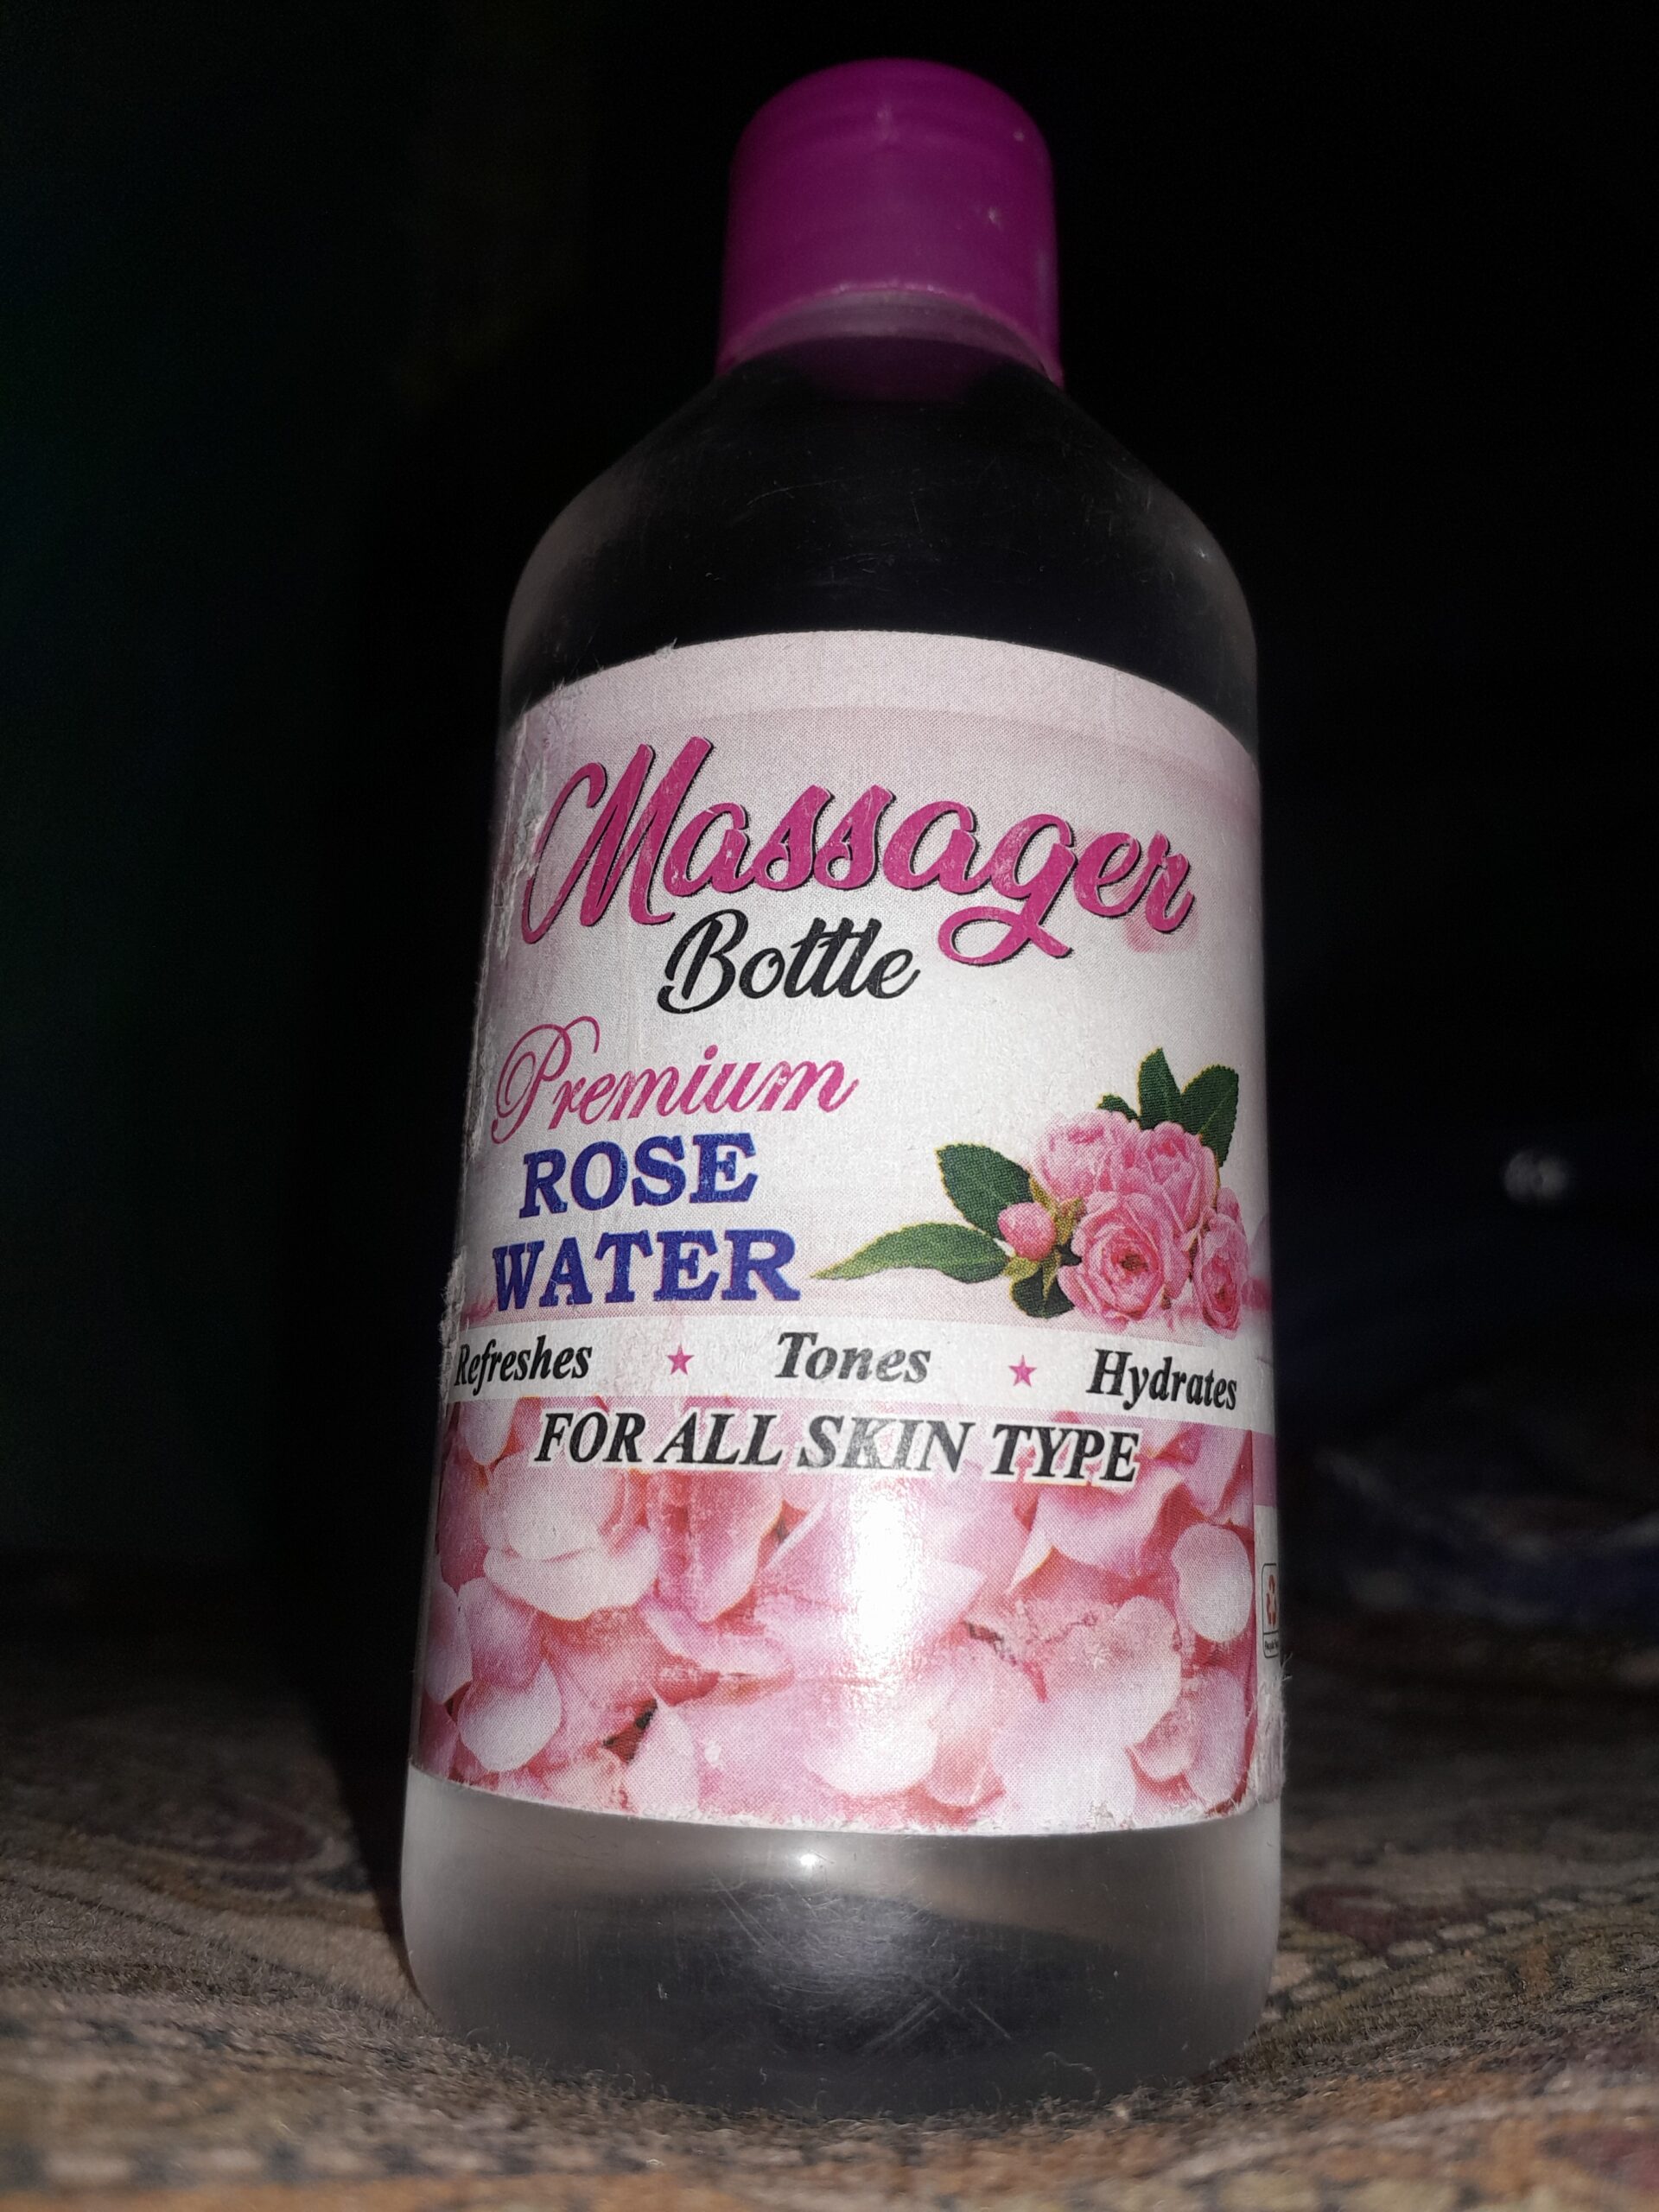 Massager
Bottle
Premium
ROSE
WATER
Refreshes ★ Tones ★ Hydrates
FOR ALL SKIN TYPE